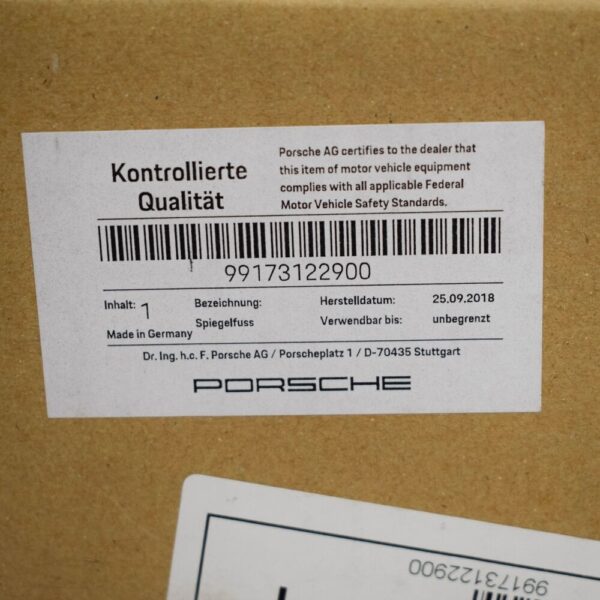 Kontrollierte
Qualität
Porsche AG certifies to the dealer that
this item of motor vehicle equipment
complies with all applicable Federal
Motor Vehicle Safety Standards.
99173122900
Inhalt: 1 Bezeichnung: Herstelldatum: 25.09.2018
Spiegelfuss Verwendbar bis: unbegrenzt
Made in Germany
Dr. Ing. h.c. F. Porsche AG / Porscheplatz 1 / D-70435 Stuttgart
PORSCHE
99173122900